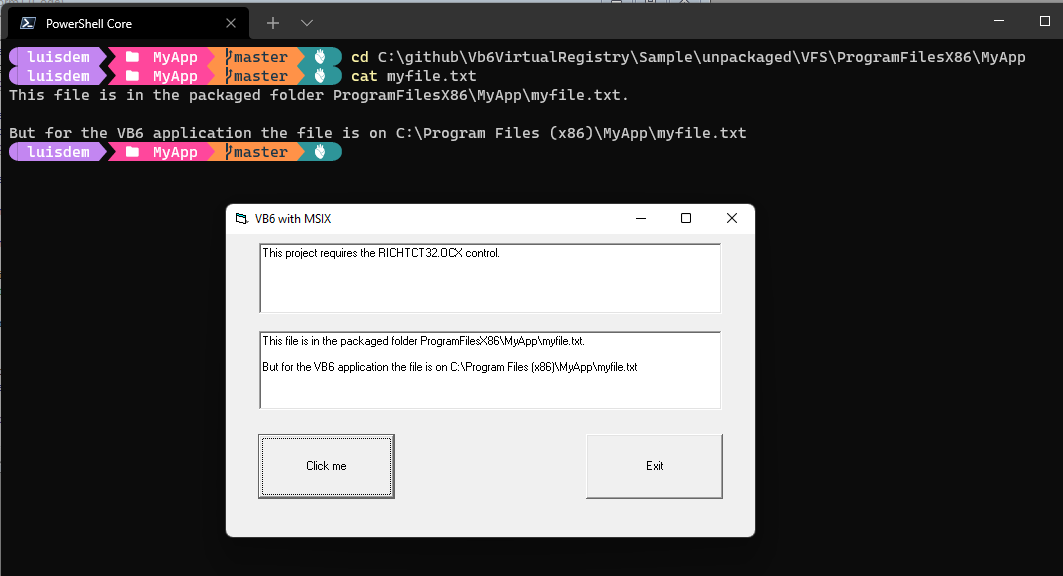 PowerShell Core
luisdem MyApp master cd C:\github\Vb6VirtualRegistry\Sample\unpackaged\VFS\ProgramFilesX86\MyApp
luisdem MyApp master cat myfile.txt
This file is in the packaged folder ProgramFilesX86\MyApp\myfile.txt.
But for the VB6 application the file is on C:\Program Files (x86)\MyApp\myfile.txt
luisdem MyApp master
VB6 with MSIX
This project requires the RICHTCT32.OCX control.
This file is in the packaged folder ProgramFilesX86\MyApp\myfile.txt.
But for the VB6 application the file is on C:\Program Files (x86)\MyApp\myfile.txt
Click me
Exit